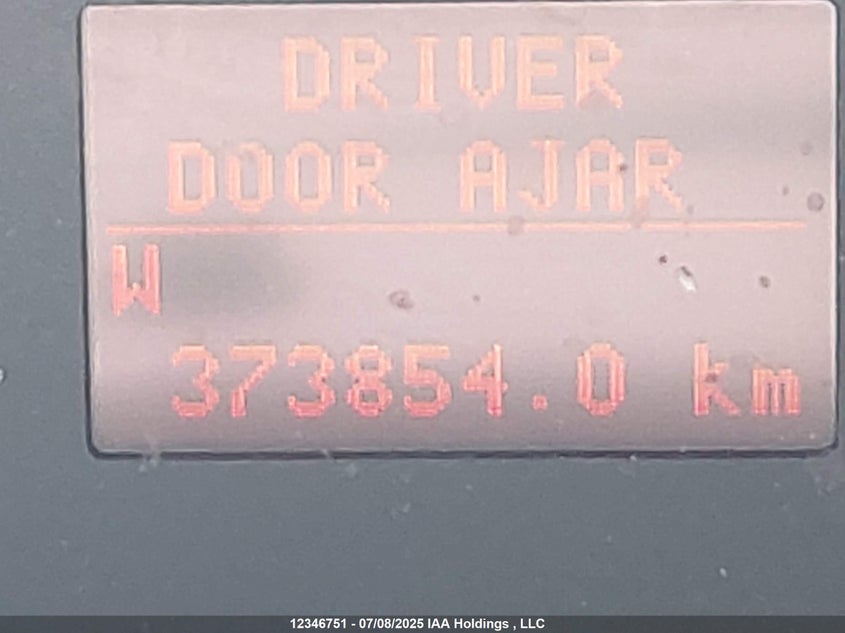 DRIVER
DOOR AJAR
W
373854.0 km
12346751 - 07/08/2025 IAA Holdings , LLC